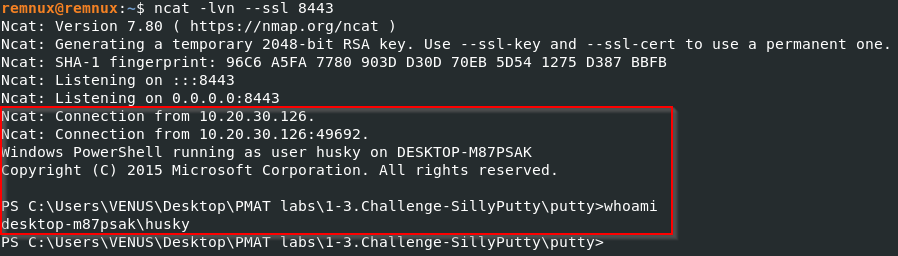 remnux@remnux:~$ ncat -lvn --ssl 8443
Ncat: Version 7.80 ( https://nmap.org/ncat )
Ncat: Generating a temporary 2048-bit RSA key. Use --ssl-key and --ssl-cert to use a permanent one.
Ncat: SHA-1 fingerprint: 96C6 A5FA 7780 903D D30D 70EB 5D54 1275 D387 BBFB
Ncat: Listening on :::8443
Ncat: Listening on 0.0.0.0:8443
Ncat: Connection from 10.20.30.126.
Ncat: Connection from 10.20.30.126:49692.
Windows PowerShell running as user husky on DESKTOP-M87PSAK
Copyright (C) 2015 Microsoft Corporation. All rights reserved.
PS C:\Users\VENUS\Desktop\PMAT labs\1-3.Challenge-SillyPutty\putty>whoami
desktop-m87psak\husky
PS C:\Users\VENUS\Desktop\PMAT labs\1-3.Challenge-SillyPutty\putty>